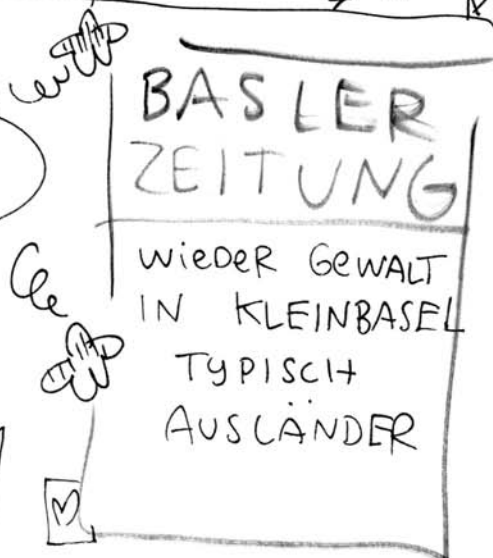 BASLER
ZEITUNG
WIEDER GEWALT
IN KLEINBASEL
TYPISCH
AUSLÄNDER